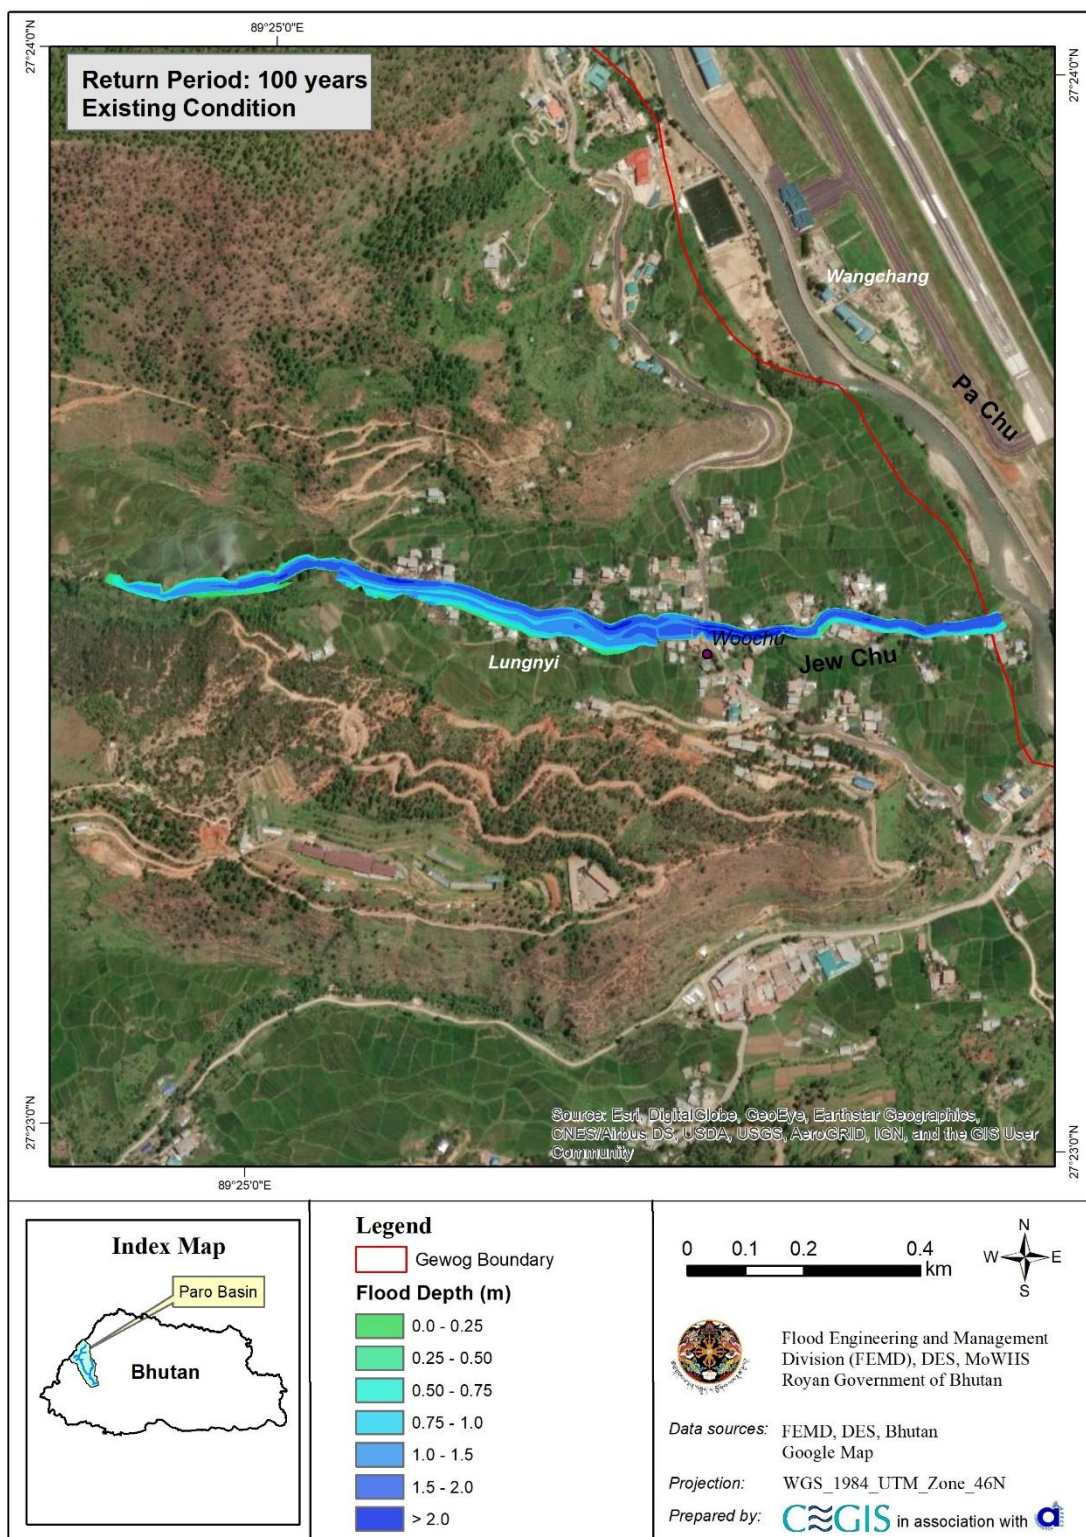 89°25'0"E
27°24'0"N
27°24'0"N
Return Period: 100 years
Existing Condition
Wangchang
Pa Chu
Woochu
Lungnyi
Jew Chu
Source: Esri, DigitalGlobe, GeoEye, Earthstar Geographics,
CNES/Airbus DS, USDA, USGS, AeroGRID, IGN, and the GIS User
Community
27°23'0"N
27°23'0"N
89°25'0"E
Index Map
Paro Basin
Bhutan
Legend
Gewog Boundary
Flood Depth (m)
0.0 - 0.25
0.25 - 0.50
0.50 - 0.75
0.75 - 1.0
1.0 - 1.5
1.5 - 2.0
> 2.0
0 0.1 0.2 0.4
km
N
W E
S
Flood Engineering and Management
Division (FEMD), DES, MoWHS
Royan Government of Bhutan
Data sources: FEMD, DES, Bhutan
Google Map
Projection: WGS_1984_UTM_Zone_46N
Prepared by: CEGIS in association with